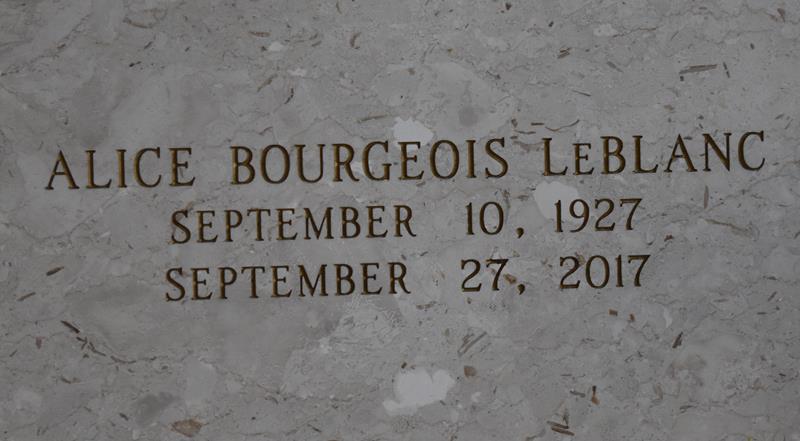 ALICE BOURGEOIS LEBLANC
SEPTEMBER 10, 1927
SEPTEMBER 27, 2017